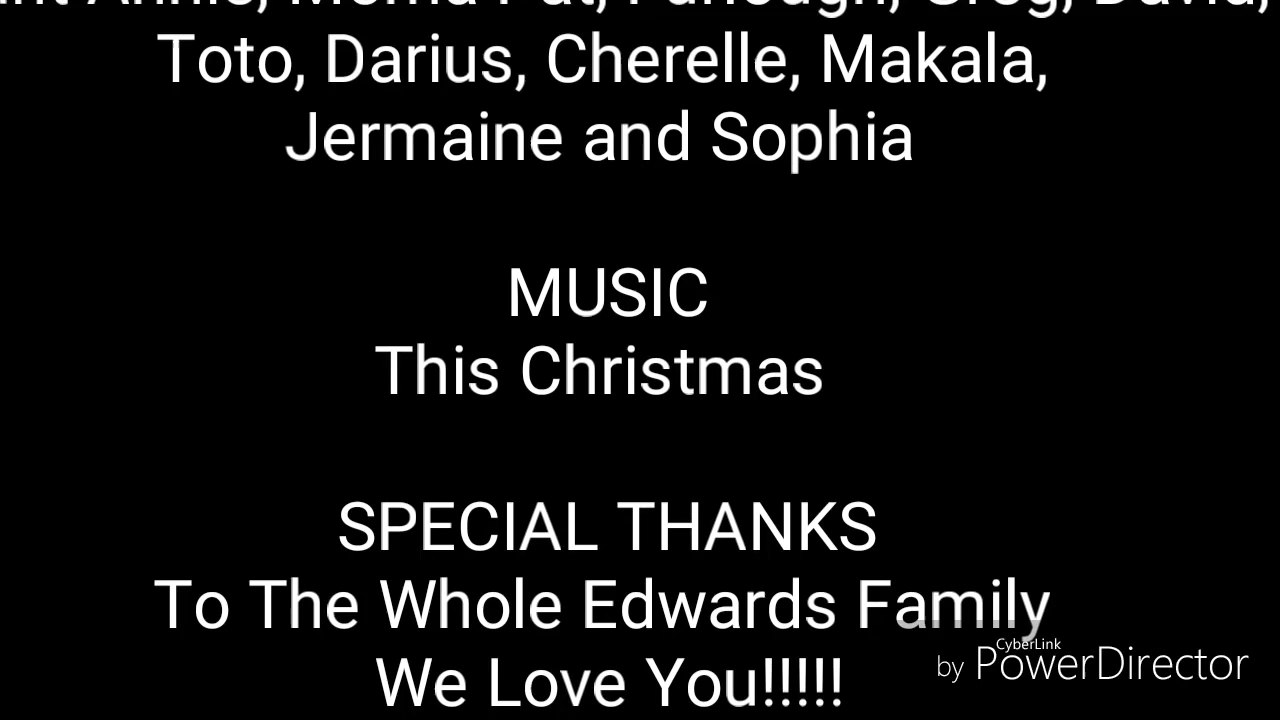 Toto, Darius, Cherelle, Makala,
Jermaine and Sophia
MUSIC
This Christmas
SPECIAL THANKS
To The Whole Edwards Family
We Love You!!!!!
CyberLink
by PowerDirector